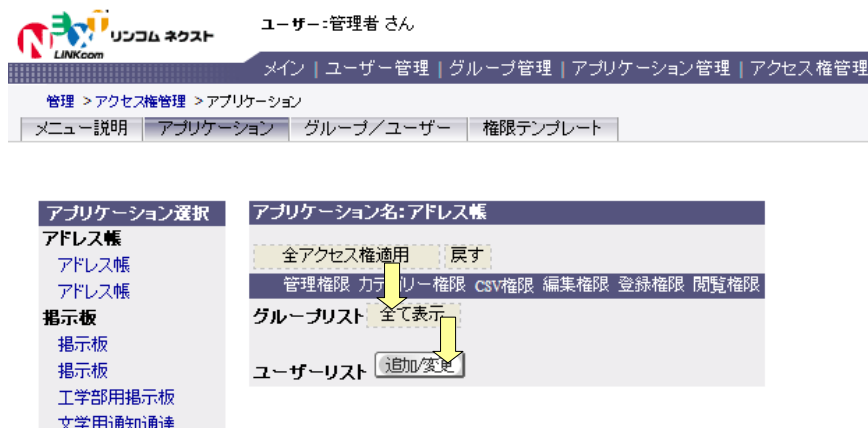 NEXT リンコム ネクスト
LINKcom
ユーザー:管理者 さん
メイン | ユーザー管理 | グループ管理 | アプリケーション管理 | アクセス権管理
管理 >アクセス権管理 >アプリケーション
メニュー説明 アプリケーション グループ/ユーザー 権限テンプレート
アプリケーション選択
アドレス帳
アドレス帳
アドレス帳
掲示板
掲示板
掲示板
工学部用掲示板
文学用通知通達
アプリケーション名:アドレス帳
全アクセス権適用 戻す
管理権限 カテゴリー権限 CSV権限 編集権限 登録権限 閲覧権限
グループリスト 全て表示
ユーザーリスト 追加/変更